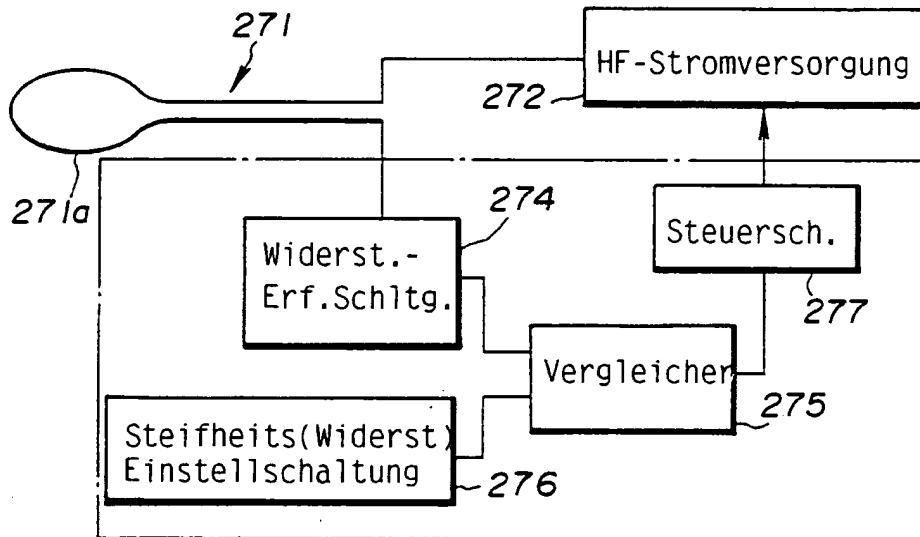 271
HF-Stromversorgung
272
271a
274
Widerst.-
Erf.Schltg.
Steuersch.
277
Vergleicher
275
Steifheits(Widerst)
Einstellschaltung
276